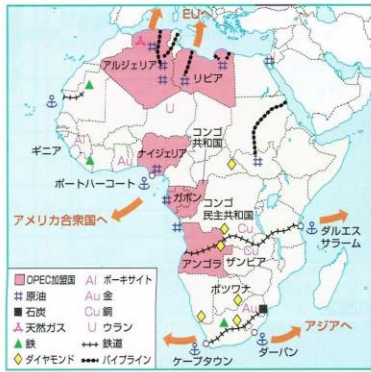 EUへ
アルジェリア
リビア
Al
U
ギニア
Al
ナイジェリア
コンゴ
共和国
ポートハーコート
ガボン
コンゴ
民主共和国
アメリカ合衆国へ
Cu
ダルエス
サラーム
Cu
アンゴラ
ザンビア
ボツワナ
Au
アジアへ
ケープタウン
ダーバン
OPEC加盟国
原油
石炭
天然ガス
鉄
ダイヤモンド
Al ボーキサイト
Au 金
Cu 銅
U ウラン
鉄道
パイプライン